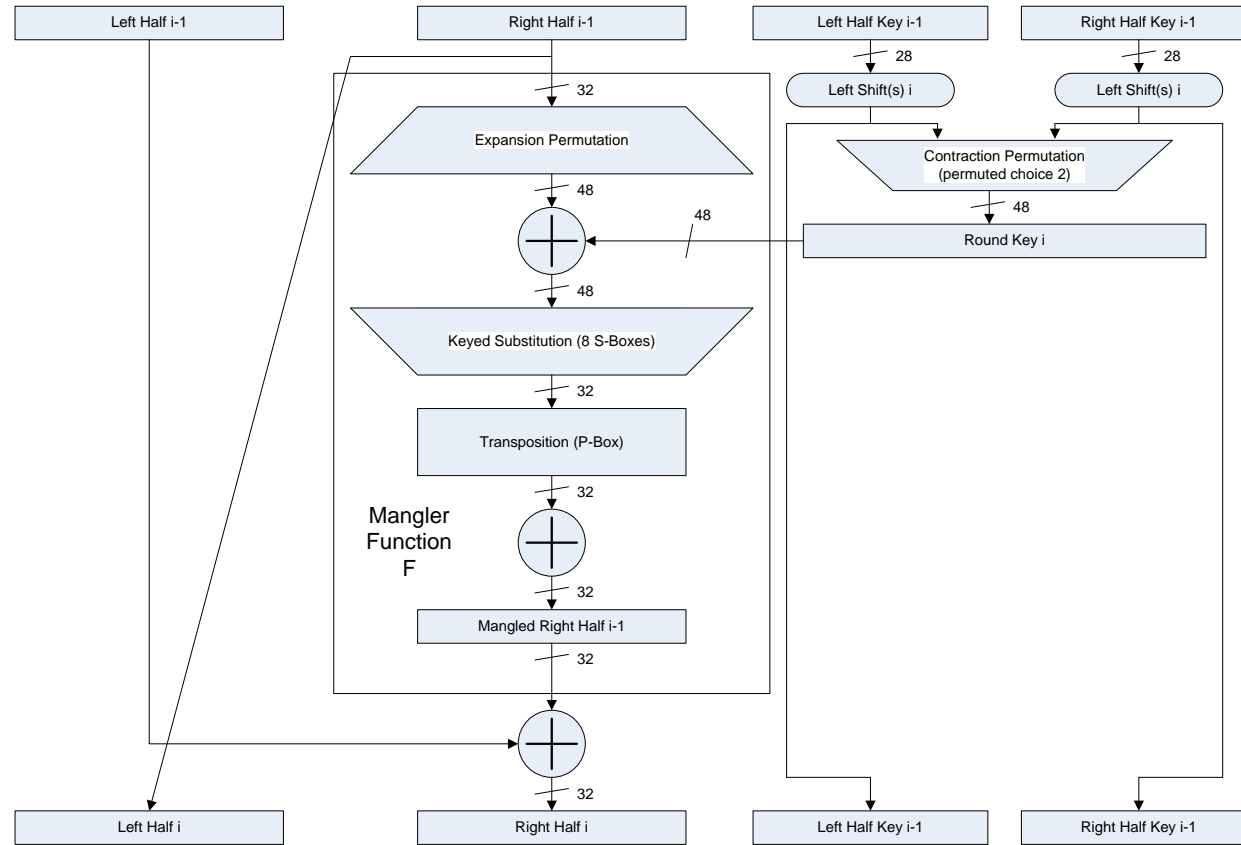 Left Half i-1
Right Half i-1
Left Half Key i-1
Right Half Key i-1
28
28
Left Shift(s) i
Left Shift(s) i
32
Expansion Permutation
Contraction Permutation
(permuted choice 2)
48
48
48
Round Key i
48
Keyed Substitution (8 S-Boxes)
32
Transposition (P-Box)
32
Mangler
Function
F
32
Mangled Right Half i-1
32
32
Left Half i
Right Half i
Left Half Key i-1
Right Half Key i-1